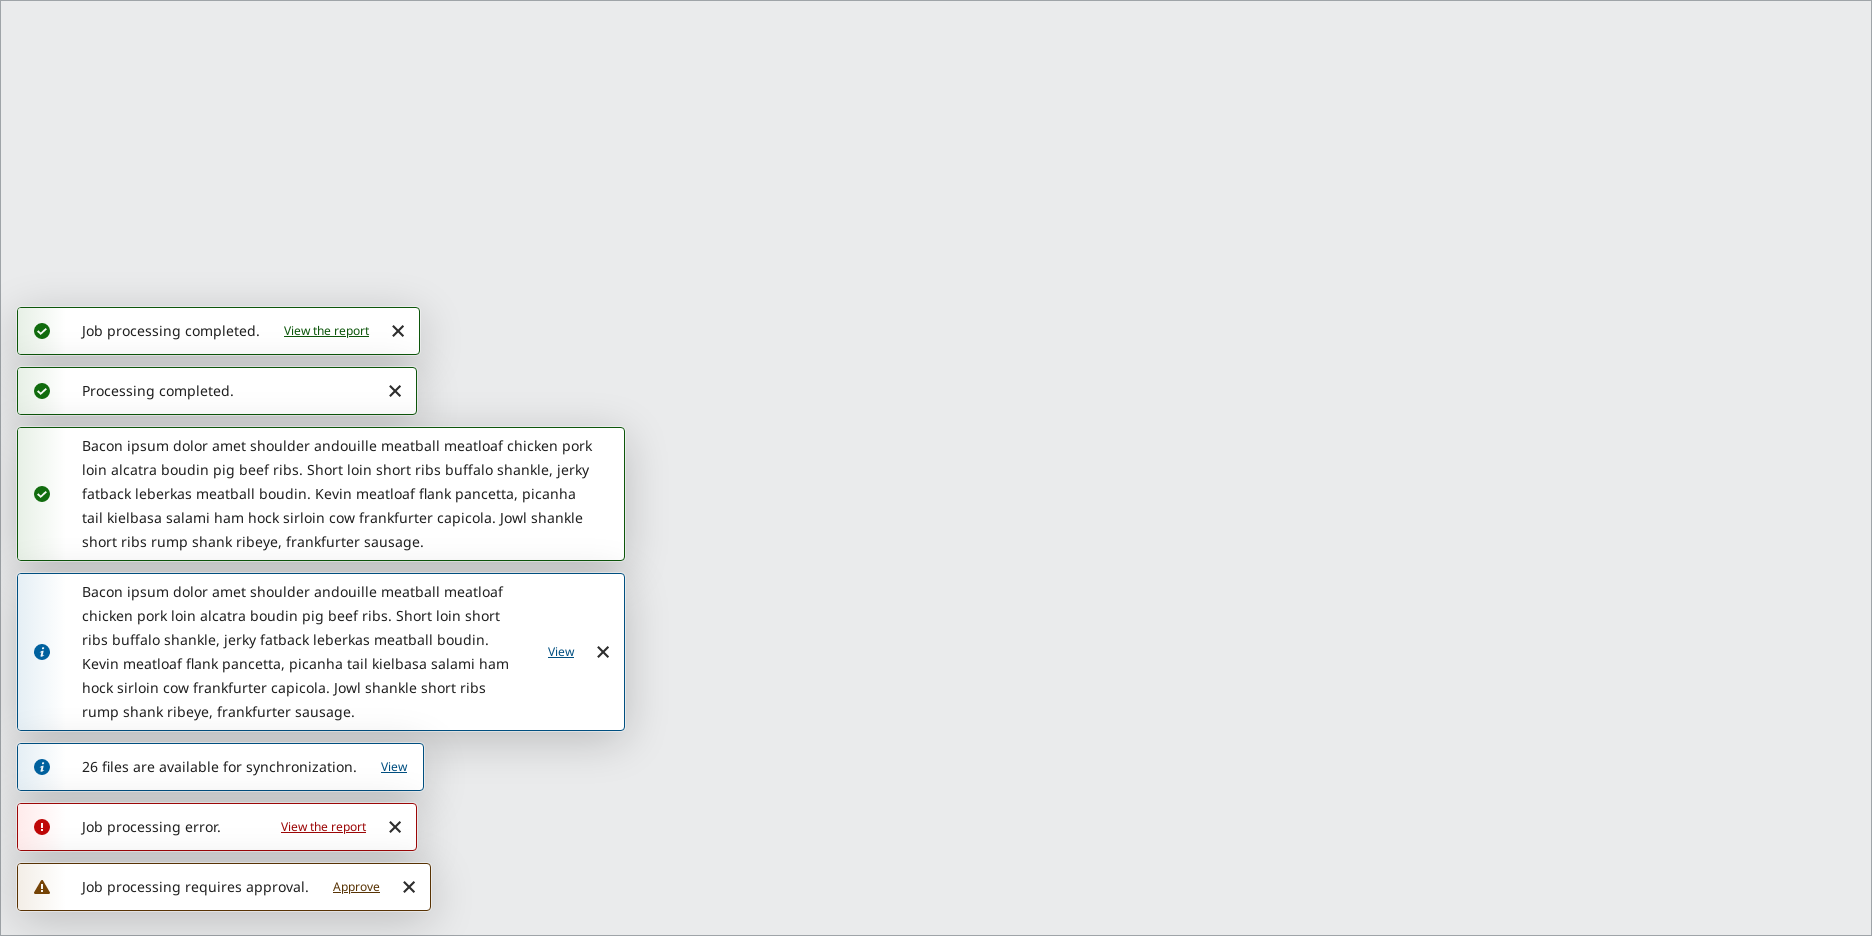 Job processing completed. View the report
Processing completed.
Bacon ipsum dolor amet shoulder andouille meatball meatloaf chicken pork
loin alcatra boudin pig beef ribs. Short loin short ribs buffalo shankle, jerky
fatback leberkas meatball boudin. Kevin meatloaf flank pancetta, picanha
tail kielbasa salami ham hock sirloin cow frankfurter capicola. Jowl shankle
short ribs rump shank ribeye, frankfurter sausage.
Bacon ipsum dolor amet shoulder andouille meatball meatloaf
chicken pork loin alcatra boudin pig beef ribs. Short loin short
ribs buffalo shankle, jerky fatback leberkas meatball boudin.
Kevin meatloaf flank pancetta, picanha tail kielbasa salami ham
hock sirloin cow frankfurter capicola. Jowl shankle short ribs
rump shank ribeye, frankfurter sausage.
View
26 files are available for synchronization. View
Job processing error. View the report
Job processing requires approval. Approve